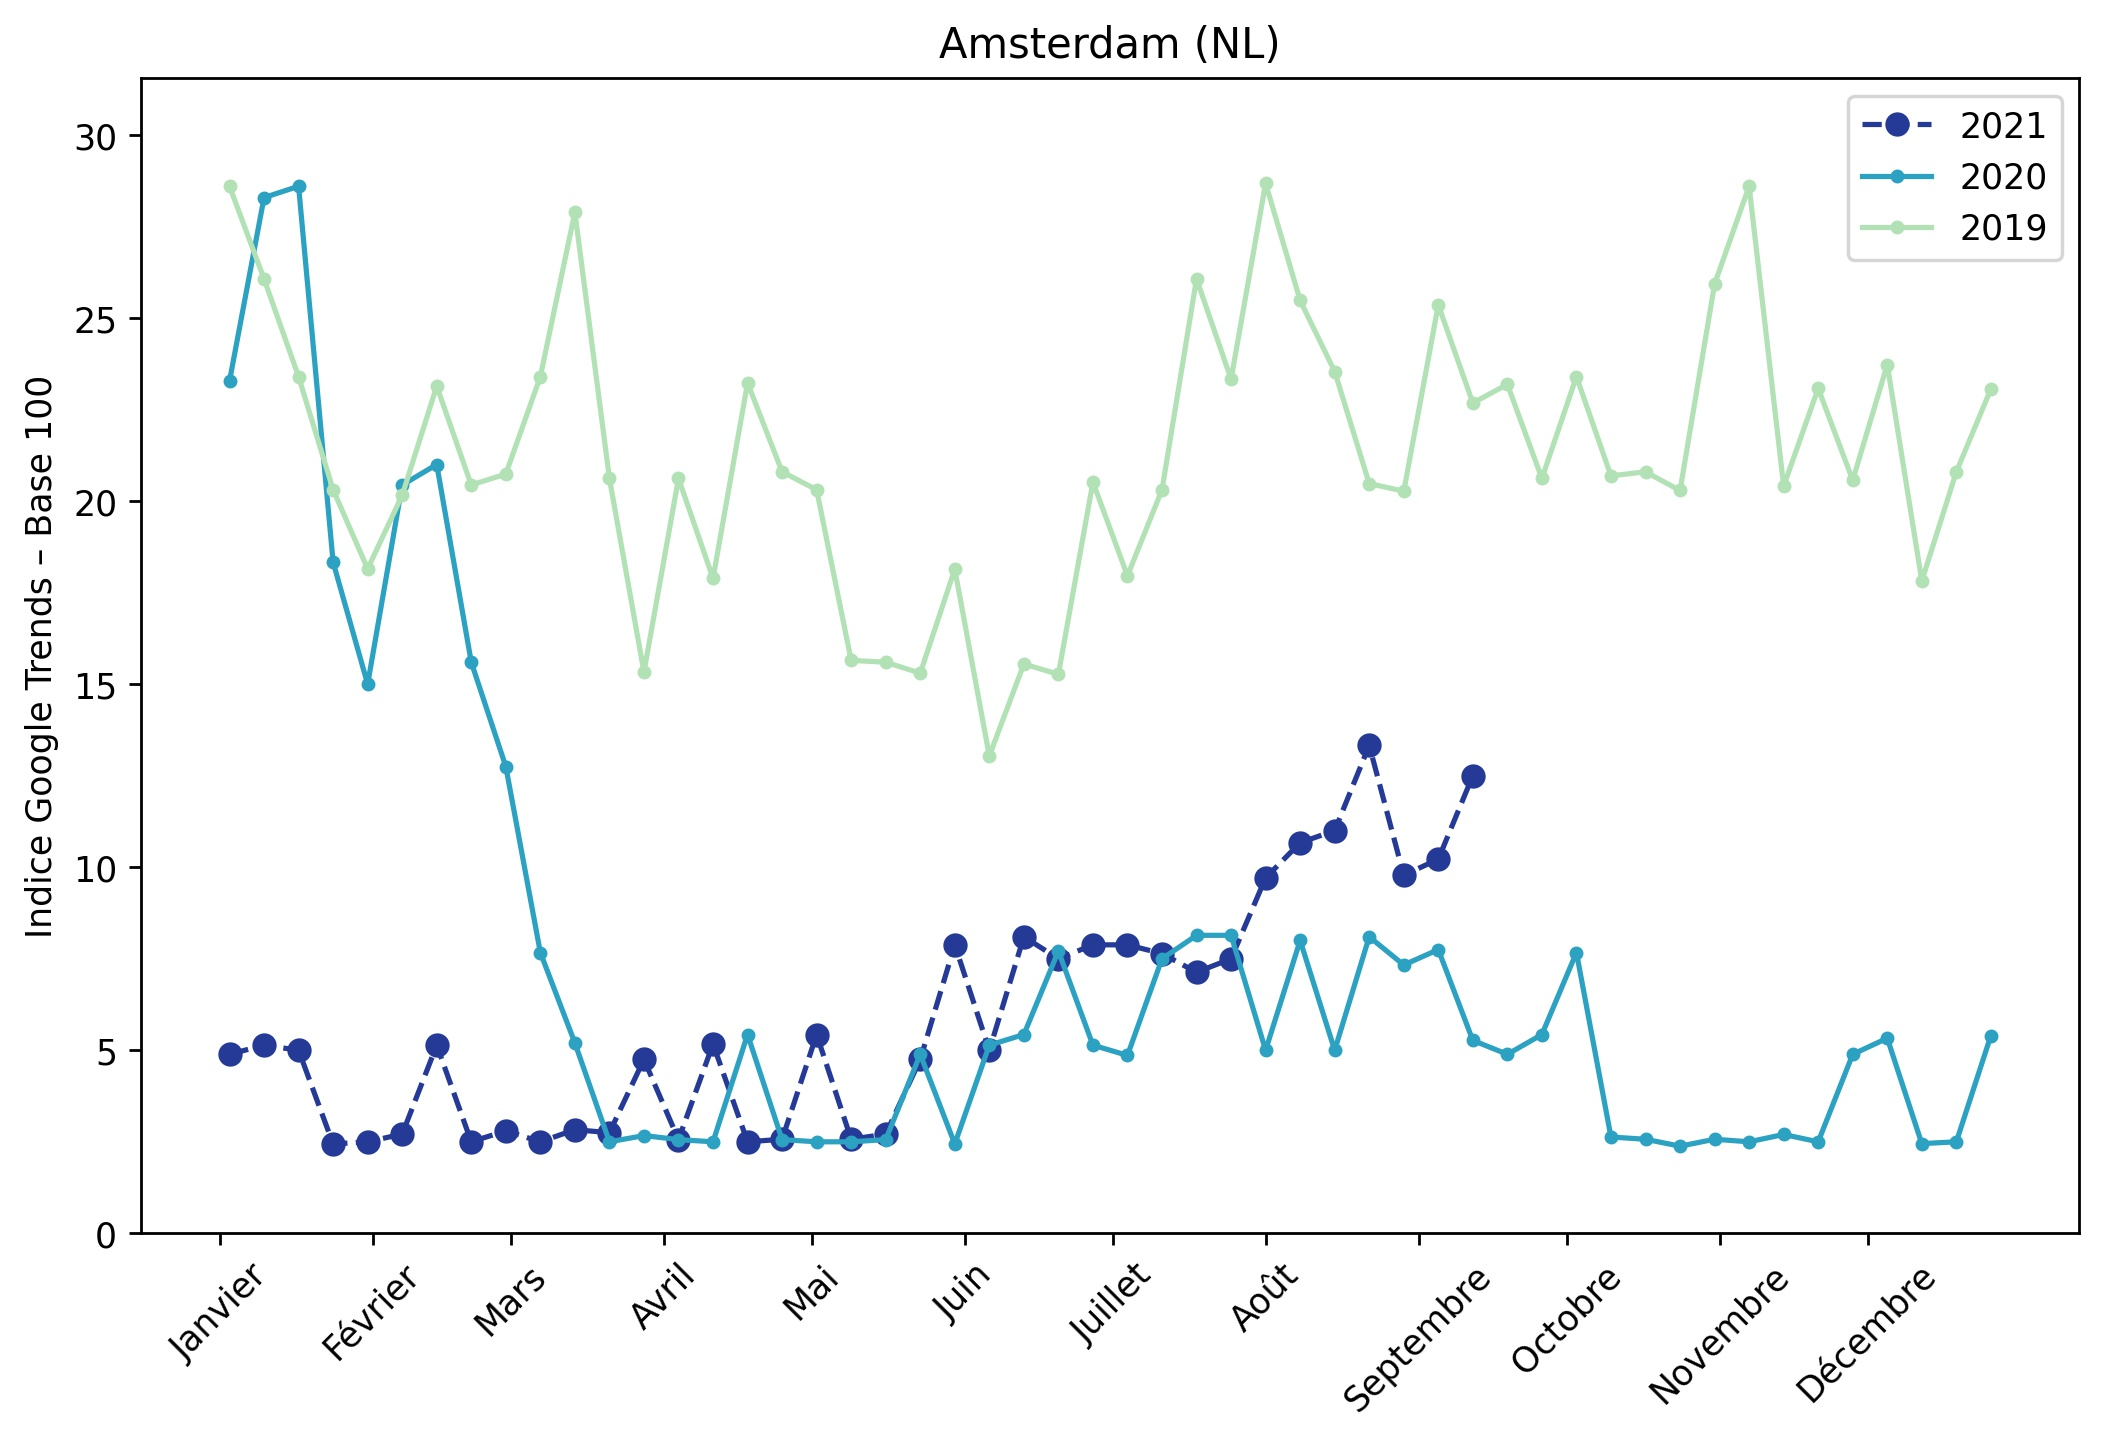 Amsterdam (NL)
Indice Google Trends – Base 100
30
25
20
15
10
5
0
2021
2020
2019
Janvier
Février
Mars
Avril
Mai
Juin
Juillet
Août
Septembre
Octobre
Novembre
Décembre